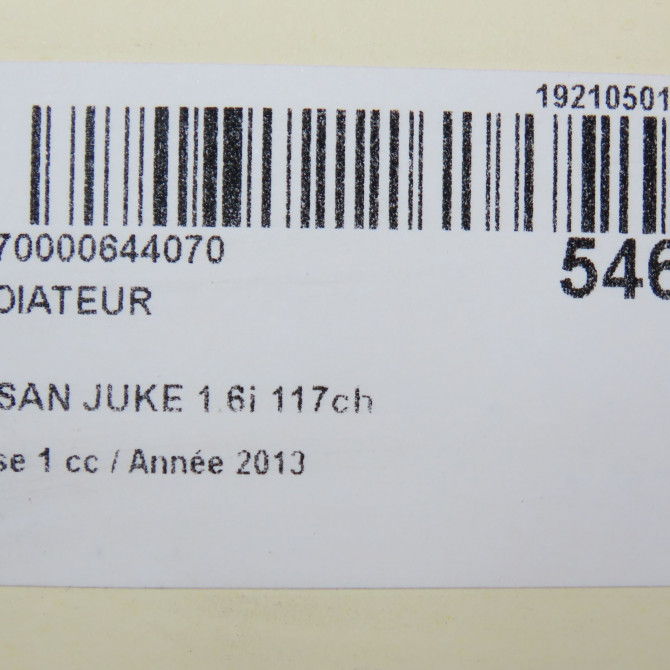 19210501
70000644070
546
DIATEUR
SAN JUKE 1.6i 117ch
se 1 cc / Année 2013